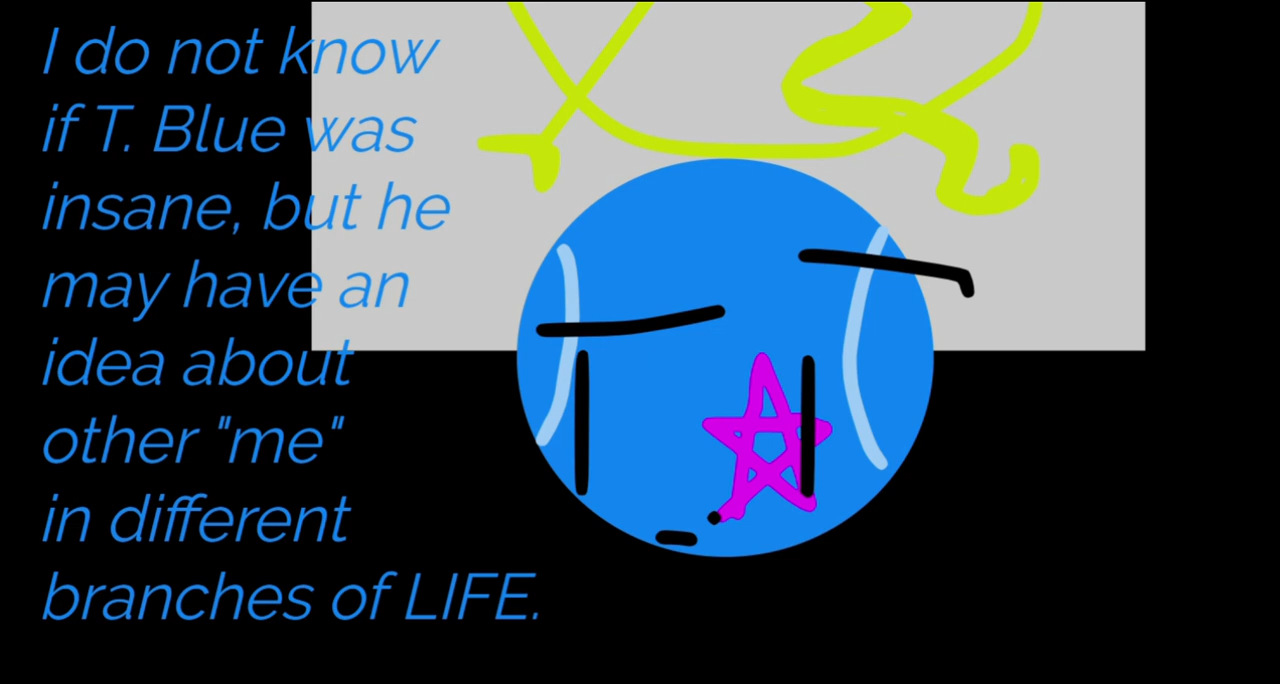 I do not know
if T. Blue was
insane, but he
may have an
idea about
other "me"
in different
branches of LIFE.